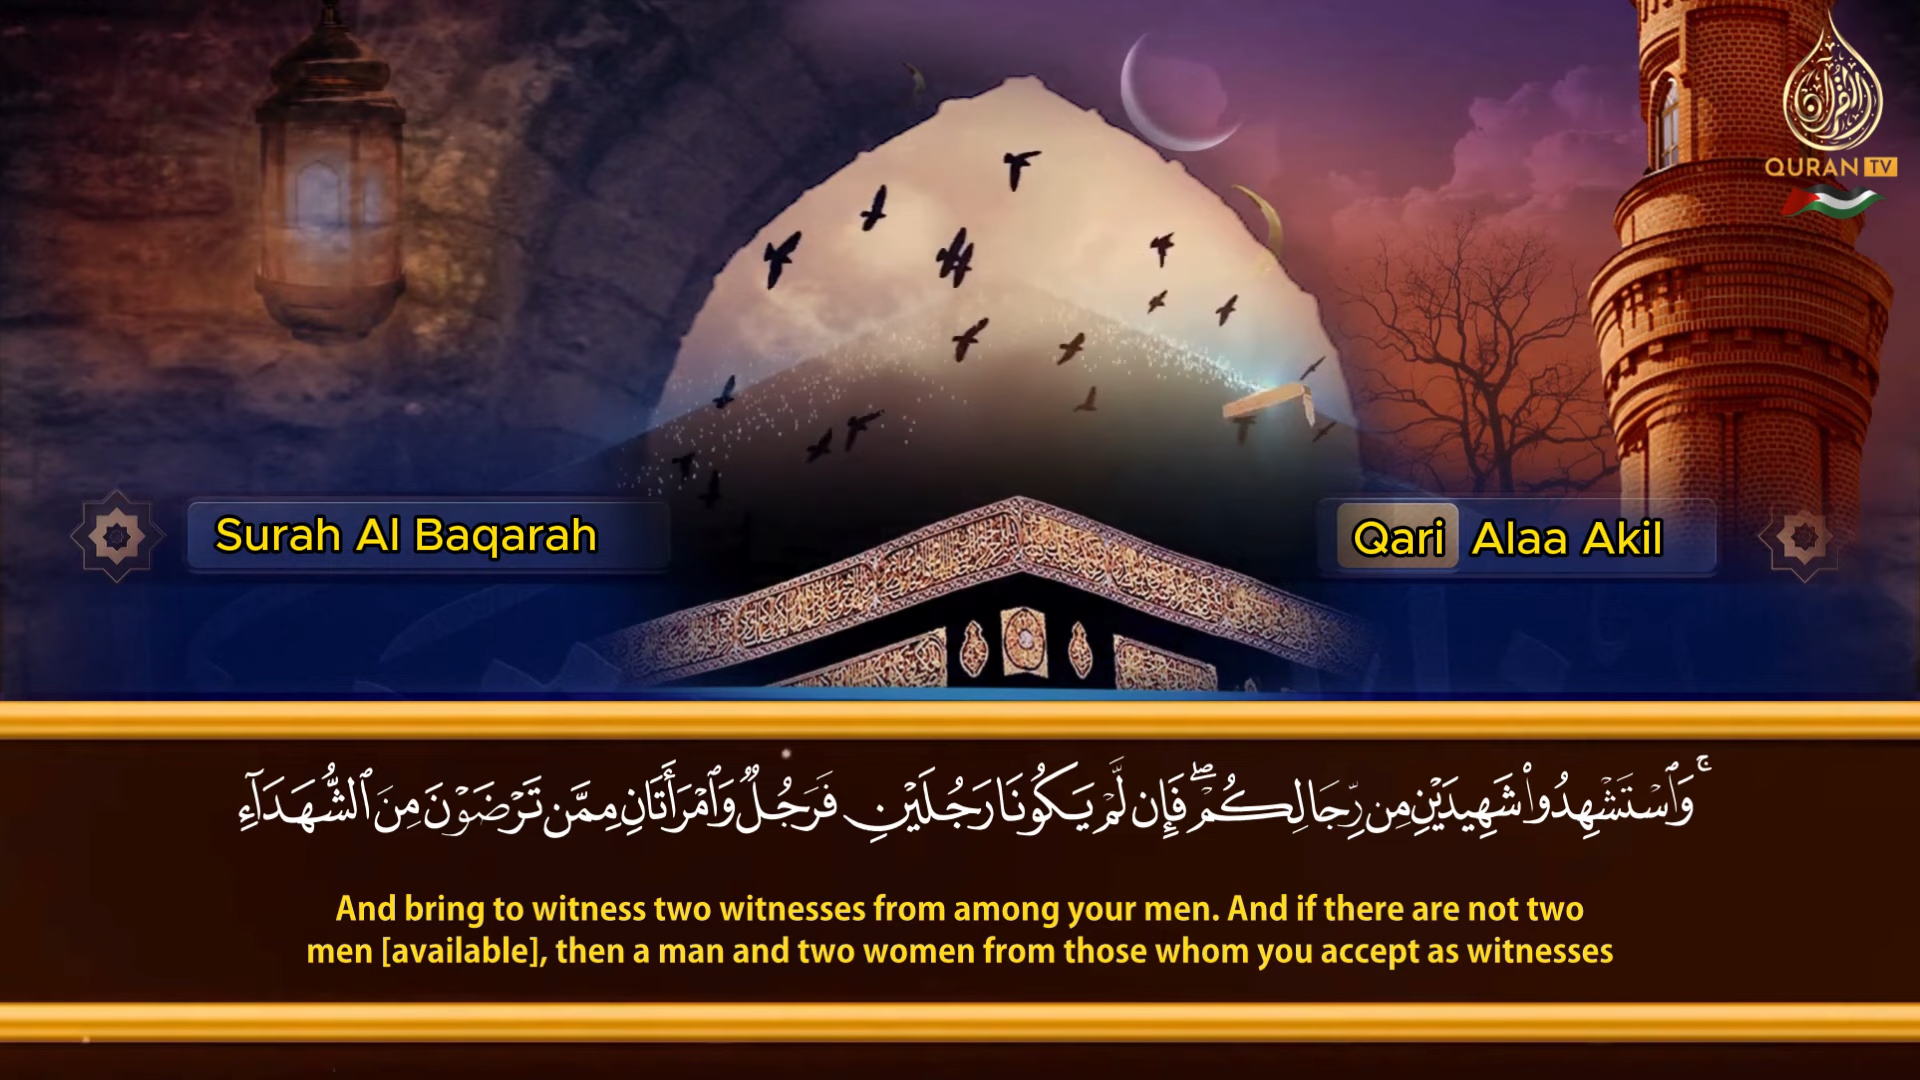 القرآن
QURAN TV
Surah Al Baqarah
Qari Alaa Akil
وَٱسْتَشْهِدُوا۟ شَهِيدَيْنِ مِن رِّجَالِكُمْ ۖ فَإِن لَّمْ يَكُونَا رَجُلَيْنِ فَرَجُلٌ وَٱمْرَأَتَانِ مِمَّن تَرْضَوْنَ مِنَ ٱلشُّهَدَآءِ
And bring to witness two witnesses from among your men. And if there are not two
men [available], then a man and two women from those whom you accept as witnesses